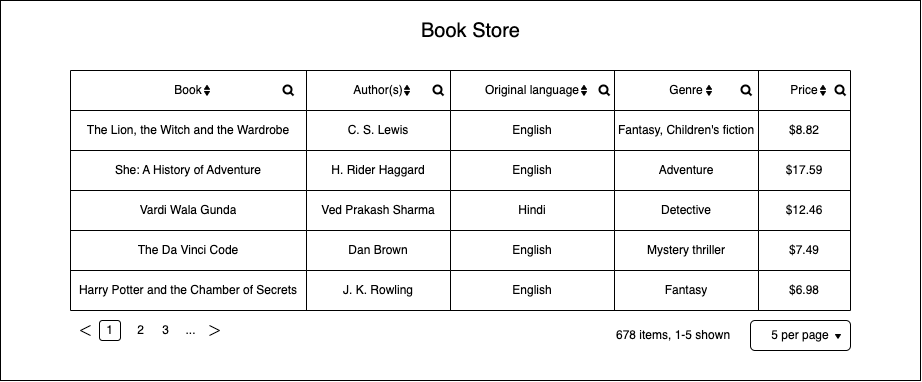 Book Store
Book Author(s) Original language Genre Price
The Lion, the Witch and the Wardrobe C. S. Lewis English Fantasy, Children's fiction $8.82
She: A History of Adventure H. Rider Haggard English Adventure $17.59
Vardi Wala Gunda Ved Prakash Sharma Hindi Detective $12.46
The Da Vinci Code Dan Brown English Mystery thriller $7.49
Harry Potter and the Chamber of Secrets J. K. Rowling English Fantasy $6.98
< 1 2 3 ... > 678 items, 1-5 shown 5 per page